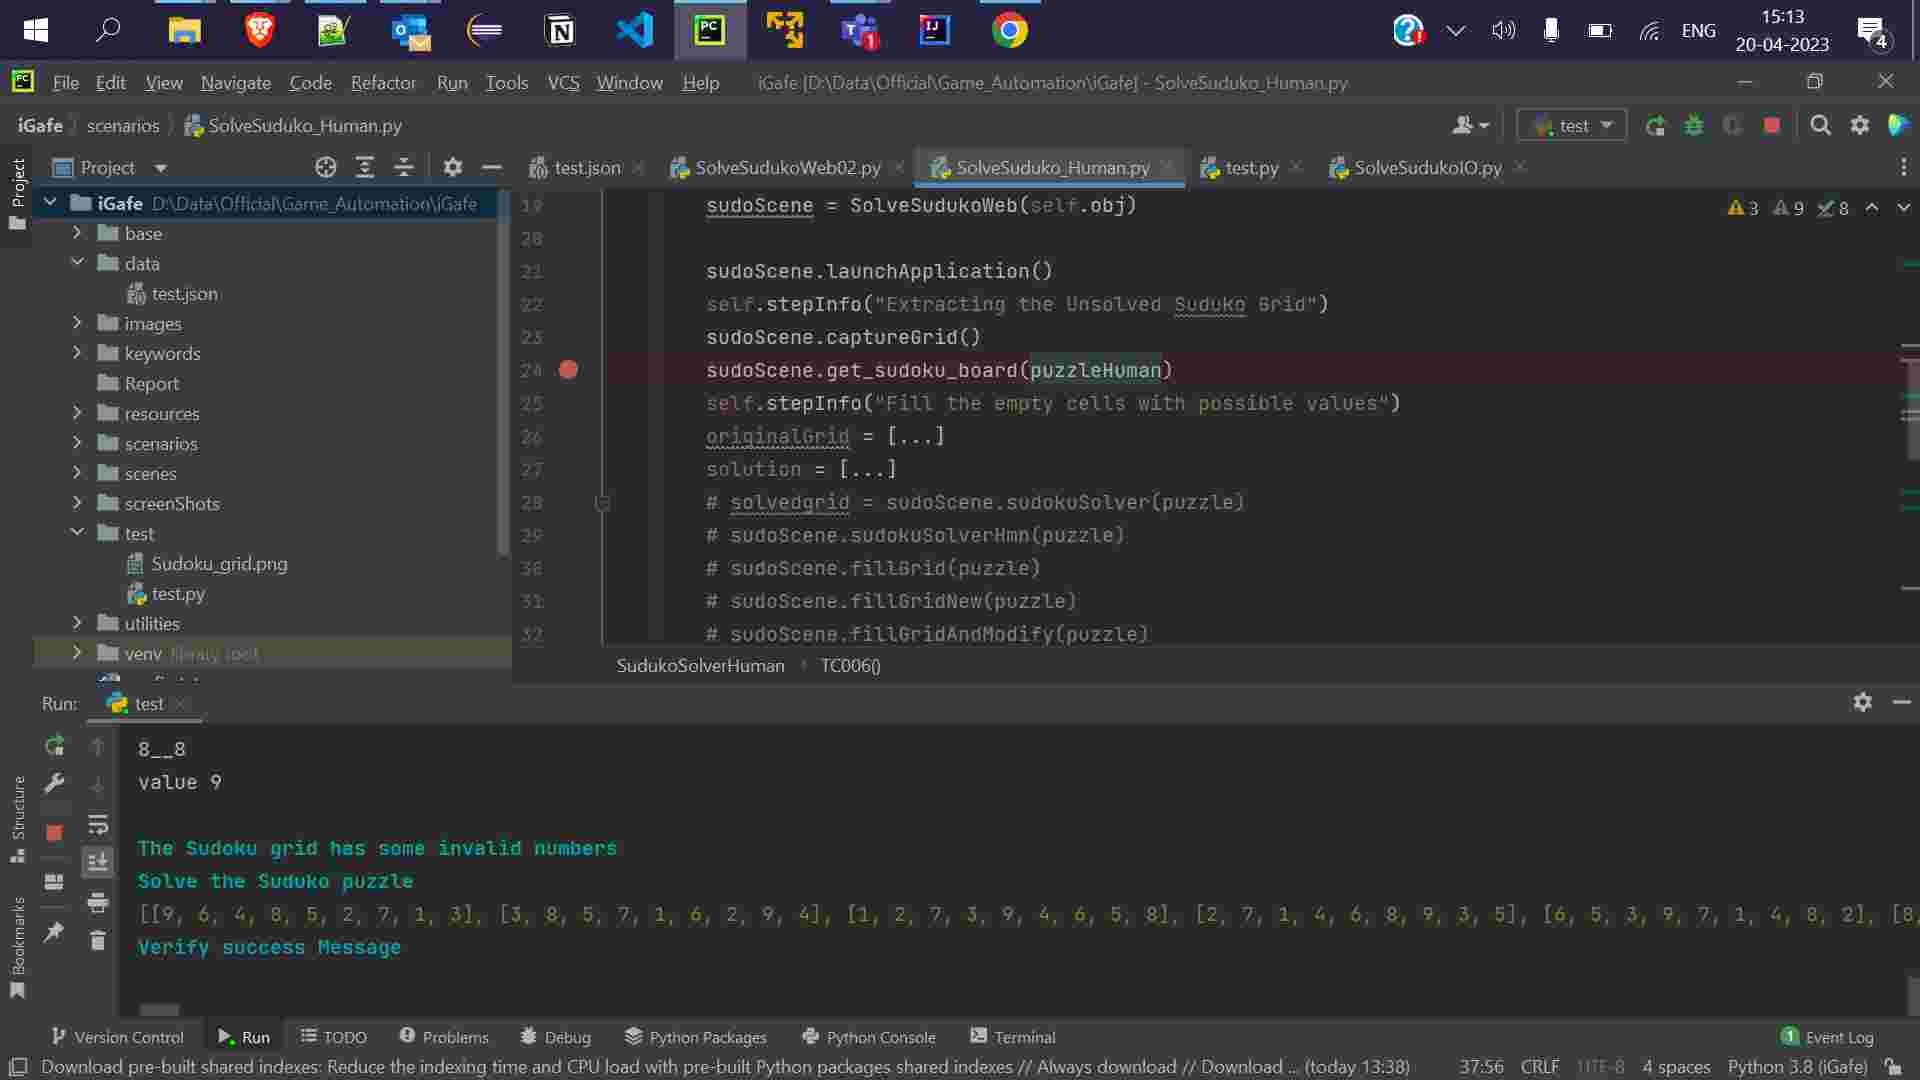 ENG
15:13
20-04-2023
4
File Edit View Navigate Code Refactor Run Tools VCS Window Help
iGafe [D:\Data\Official\Game_Automation\iGafe] - SolveSuduko_Human.py
iGafe scenarios SolveSuduko_Human.py
test
Project
test.json
SolveSudukoWeb02.py
SolveSuduko_Human.py
test.py
SolveSudukoIO.py
Project
iGafe D:\Data\Official\Game_Automation\iGafe
base
data
test.json
images
keywords
Report
resources
scenarios
scenes
screenShots
test
Sudoku_grid.png
test.py
utilities
venv library root
3 9 8
19 sudoScene = SolveSudukoWeb(self.obj)
20
21 sudoScene.launchApplication()
22 self.stepInfo("Extracting the Unsolved Suduko Grid")
23 sudoScene.captureGrid()
24 sudoScene.get_sudoku_board(puzzleHuman)
25 self.stepInfo("Fill the empty cells with possible values")
26 originalGrid = [...]
27 solution = [...]
28 # solvedgrid = sudoScene.sudokuSolver(puzzle)
29 # sudoScene.sudokuSolverHmn(puzzle)
30 # sudoScene.fillGrid(puzzle)
31 # sudoScene.fillGridNew(puzzle)
32 # sudoScene.fillGridAndModify(puzzle)
SudukoSolverHuman TC006()
Run: test
8__8
value 9
The Sudoku grid has some invalid numbers
Solve the Suduko puzzle
[[9, 6, 4, 8, 5, 2, 7, 1, 3], [3, 8, 5, 7, 1, 6, 2, 9, 4], [1, 2, 7, 3, 9, 4, 6, 5, 8], [2, 7, 1, 4, 6, 8, 9, 3, 5], [6, 5, 3, 9, 7, 1, 4, 8, 2], [8,
Verify success Message
Structure
Bookmarks
Version Control Run TODO Problems Debug Python Packages Python Console Terminal
1 Event Log
Download pre-built shared indexes: Reduce the indexing time and CPU load with pre-built Python packages shared indexes // Always download // Download ... (today 13:38)
37:56 CRLF UTF-8 4 spaces Python 3.8 (iGafe)